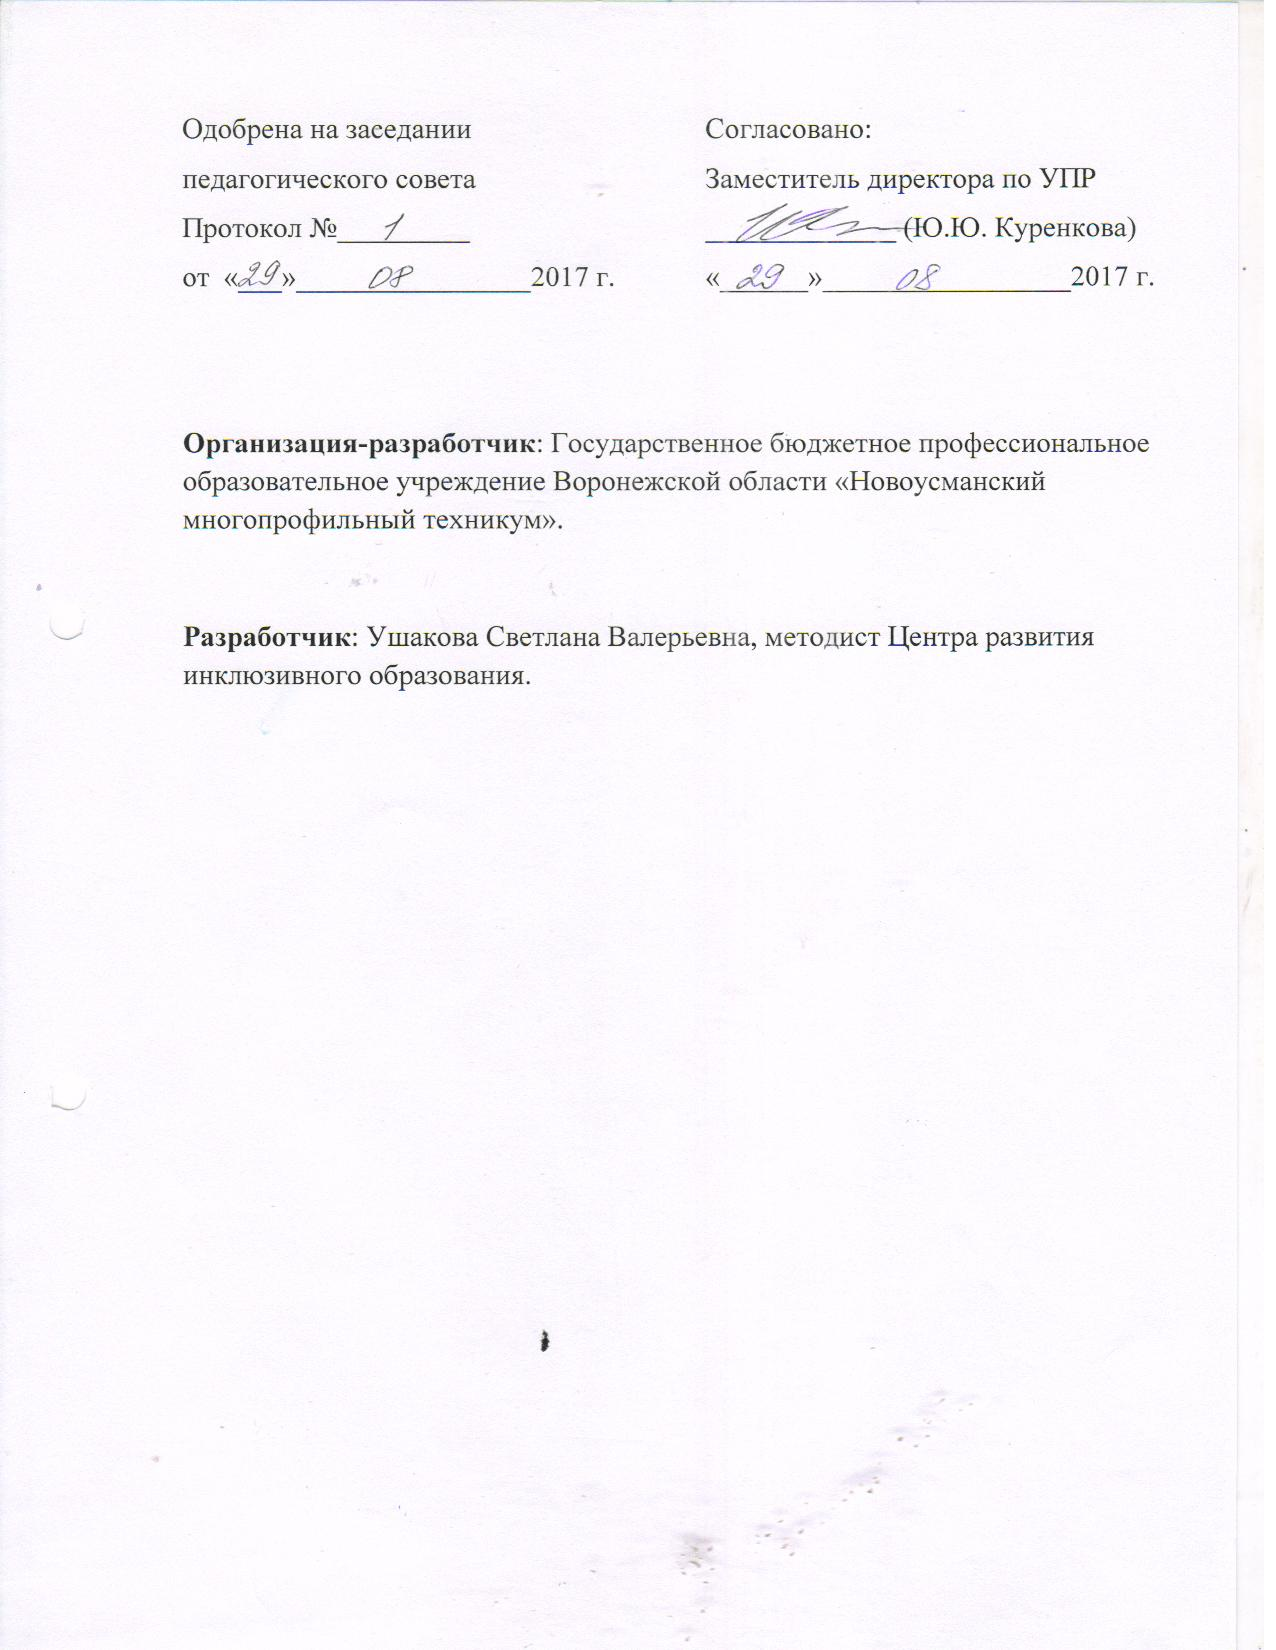 Одобрена на заседании
педагогического совета
Протокол № 1
от «29» 08 2017 г.
Согласовано:
Заместитель директора по УПР
(Ю.Ю. Куренкова)
«29» 08 2017 г.
Организация-разработчик: Государственное бюджетное профессиональное
образовательное учреждение Воронежской области «Новоусманский
многопрофильный техникум».
Разработчик: Ушакова Светлана Валерьевна, методист Центра развития
инклюзивного образования.